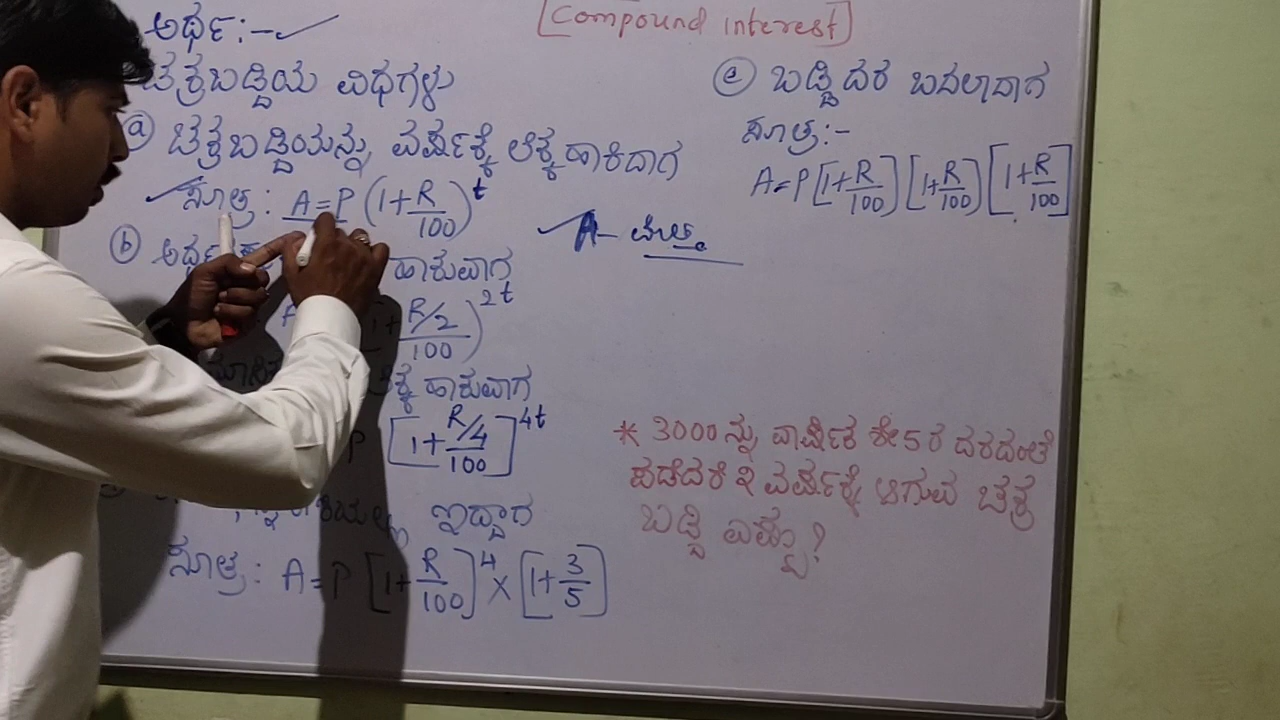 [Compound interest]
ಅರ್ಥ:-
ಚಕ್ರಬಡ್ಡಿಯ ವಿಧಗಳು
ⓐ ಚಕ್ರಬಡ್ಡಿಯನ್ನು ವರ್ಷಕ್ಕೆ ಲೆಕ್ಕ ಹಾಕಿದಾಗ
ಸೂತ್ರ: A=P(1+R/100)^t
ⓑ ಅರ್ಧ ಹಾಕುವಾಗ
R/2 / 100)^2t
ಹಾಕುವಾಗ
P [1+ R/4 / 100]^4t
ಇದ್ದಾಗ
ಸೂತ್ರ: A=P [1+R/100]^4 × [1+3/5]
ⓔ ಬಡ್ಡಿ ದರ ಬದಲಾದಾಗ
ಸೂತ್ರ:-
A=P[1+R/100][1+R/100][1+R/100]
A- ಮೊತ್ತ
* 3000 ನ್ನು ವಾರ್ಷಿಕ ಶೇ 5 ರ ದರದಂತೆ
ಪಡೆದರೆ ೩ ವರ್ಷಕ್ಕೆ ಆಗುವ ಚಕ್ರ
ಬಡ್ಡಿ ಎಷ್ಟು?